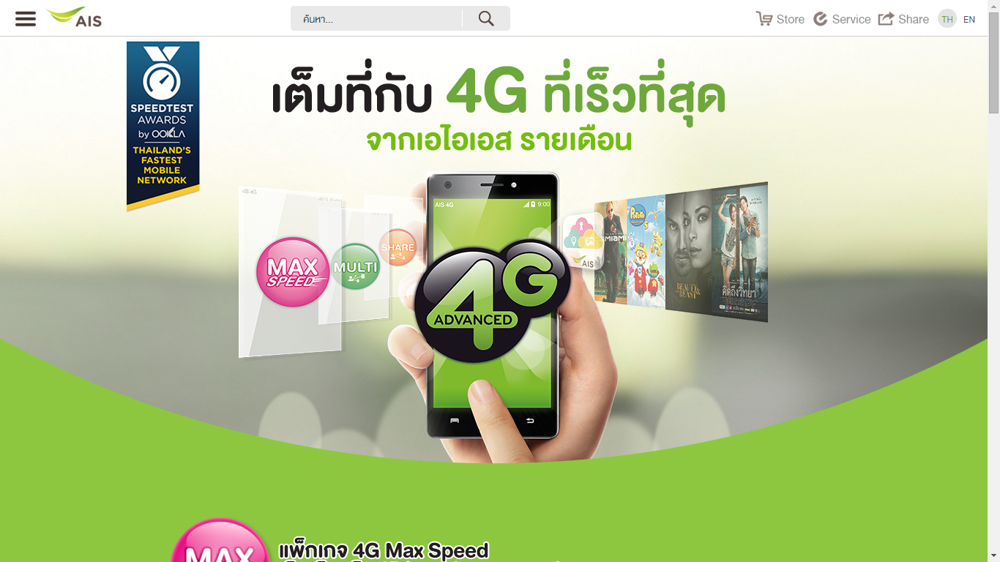 AIS
ค้นหา...
Store
Service
Share
TH
EN
SPEEDTEST
AWARDS
by OOKLA
THAILAND'S
FASTEST
MOBILE
NETWORK
เต็มที่กับ 4G ที่เร็วที่สุด
จากเอไอเอส รายเดือน
MAX
SPEED
MULTI
SHARE
AIS 4G
9:00
4G
ADVANCED
AIS
MIAMI
PORORO
BEAUTY &
BEAST
คิดถึงวิทยา
MAX
แพ็กเกจ 4G Max Speed